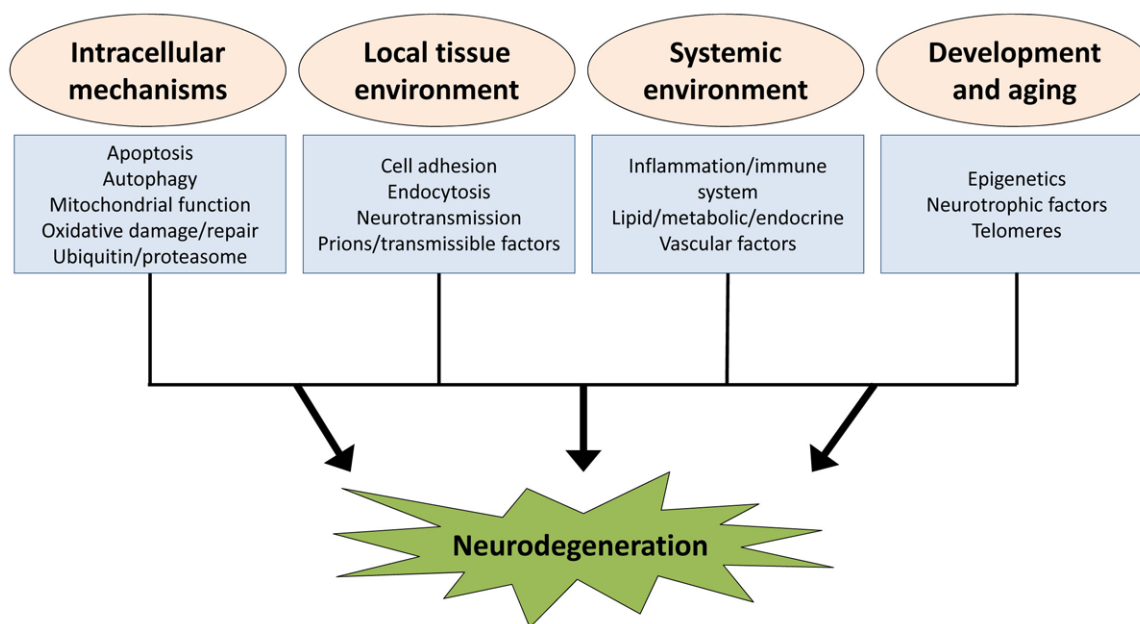 Intracellular
mechanisms
Local tissue
environment
Systemic
environment
Development
and aging
Apoptosis
Autophagy
Mitochondrial function
Oxidative damage/repair
Ubiquitin/proteasome
Cell adhesion
Endocytosis
Neurotransmission
Prions/transmissible factors
Inflammation/immune
system
Lipid/metabolic/endocrine
Vascular factors
Epigenetics
Neurotrophic factors
Telomeres
Neurodegeneration